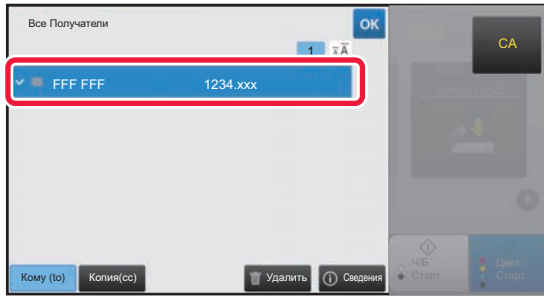 Все Получатели
OK
CA
1
FFF FFF 1234.xxx
Кому (to)
Копия(cc)
Удалить
Сведения
Ч/Б
Старт
Цвет
Старт